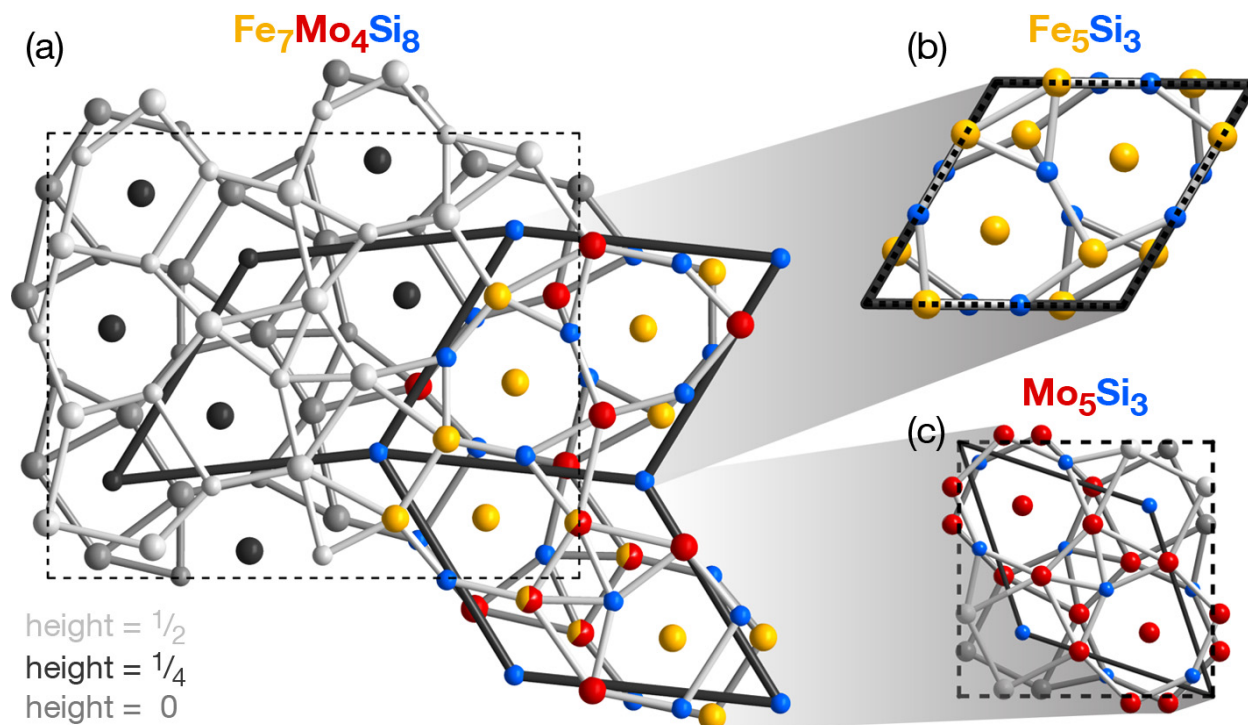 (a)
Fe₇Mo₄Si₈
(b)
Fe₅Si₃
Mo₅Si₃
(c)
height = ½
height = ¼
height = 0